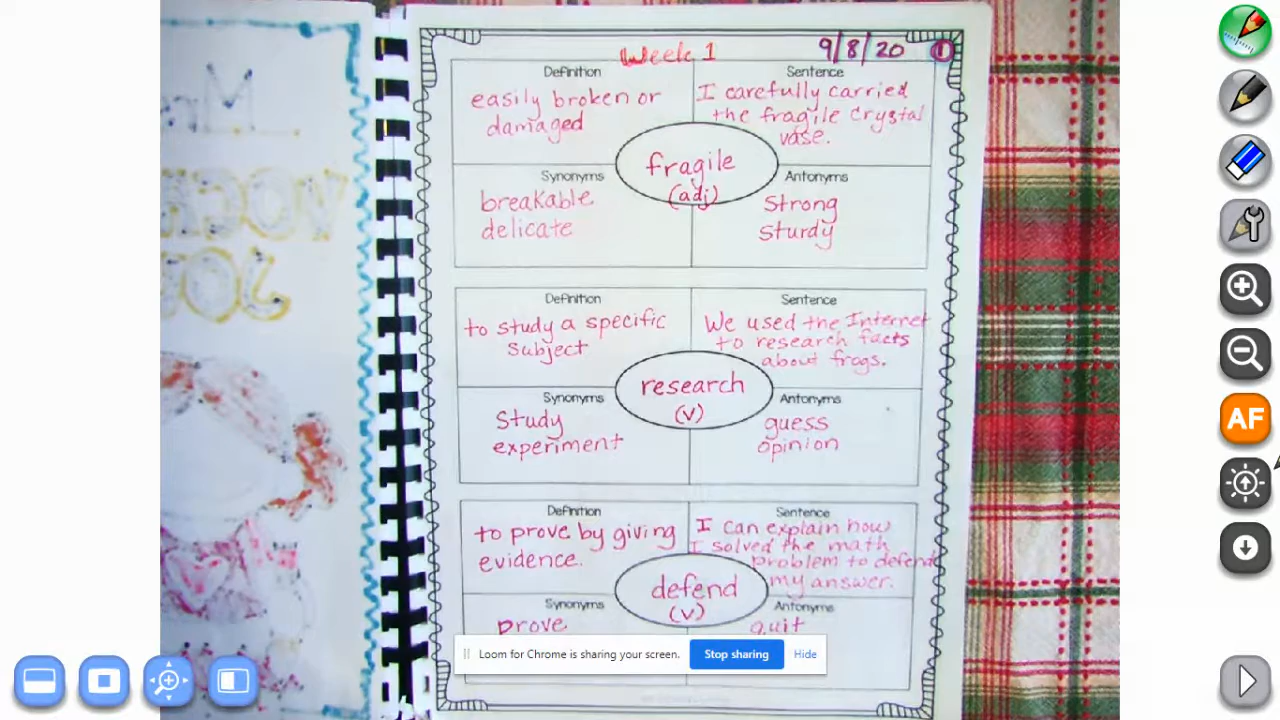 Week 1
9/8/20 1
Definition
easily broken or
damaged
Sentence
I carefully carried
the fragile crystal
vase.
fragile
(adj)
Synonyms
breakable
delicate
Antonyms
Strong
Sturdy
Definition
to study a specific
subject
Sentence
We used the Internet
to research facts
about frogs.
research
(v)
Synonyms
Study
experiment
Antonyms
guess
opinion
Definition
to prove by giving
evidence.
Sentence
I can explain how
I solved the math
problem to defend
my answer.
defend
(v)
Synonyms
prove
Antonyms
quit
Loom for Chrome is sharing your screen.
Stop sharing
Hide
AF